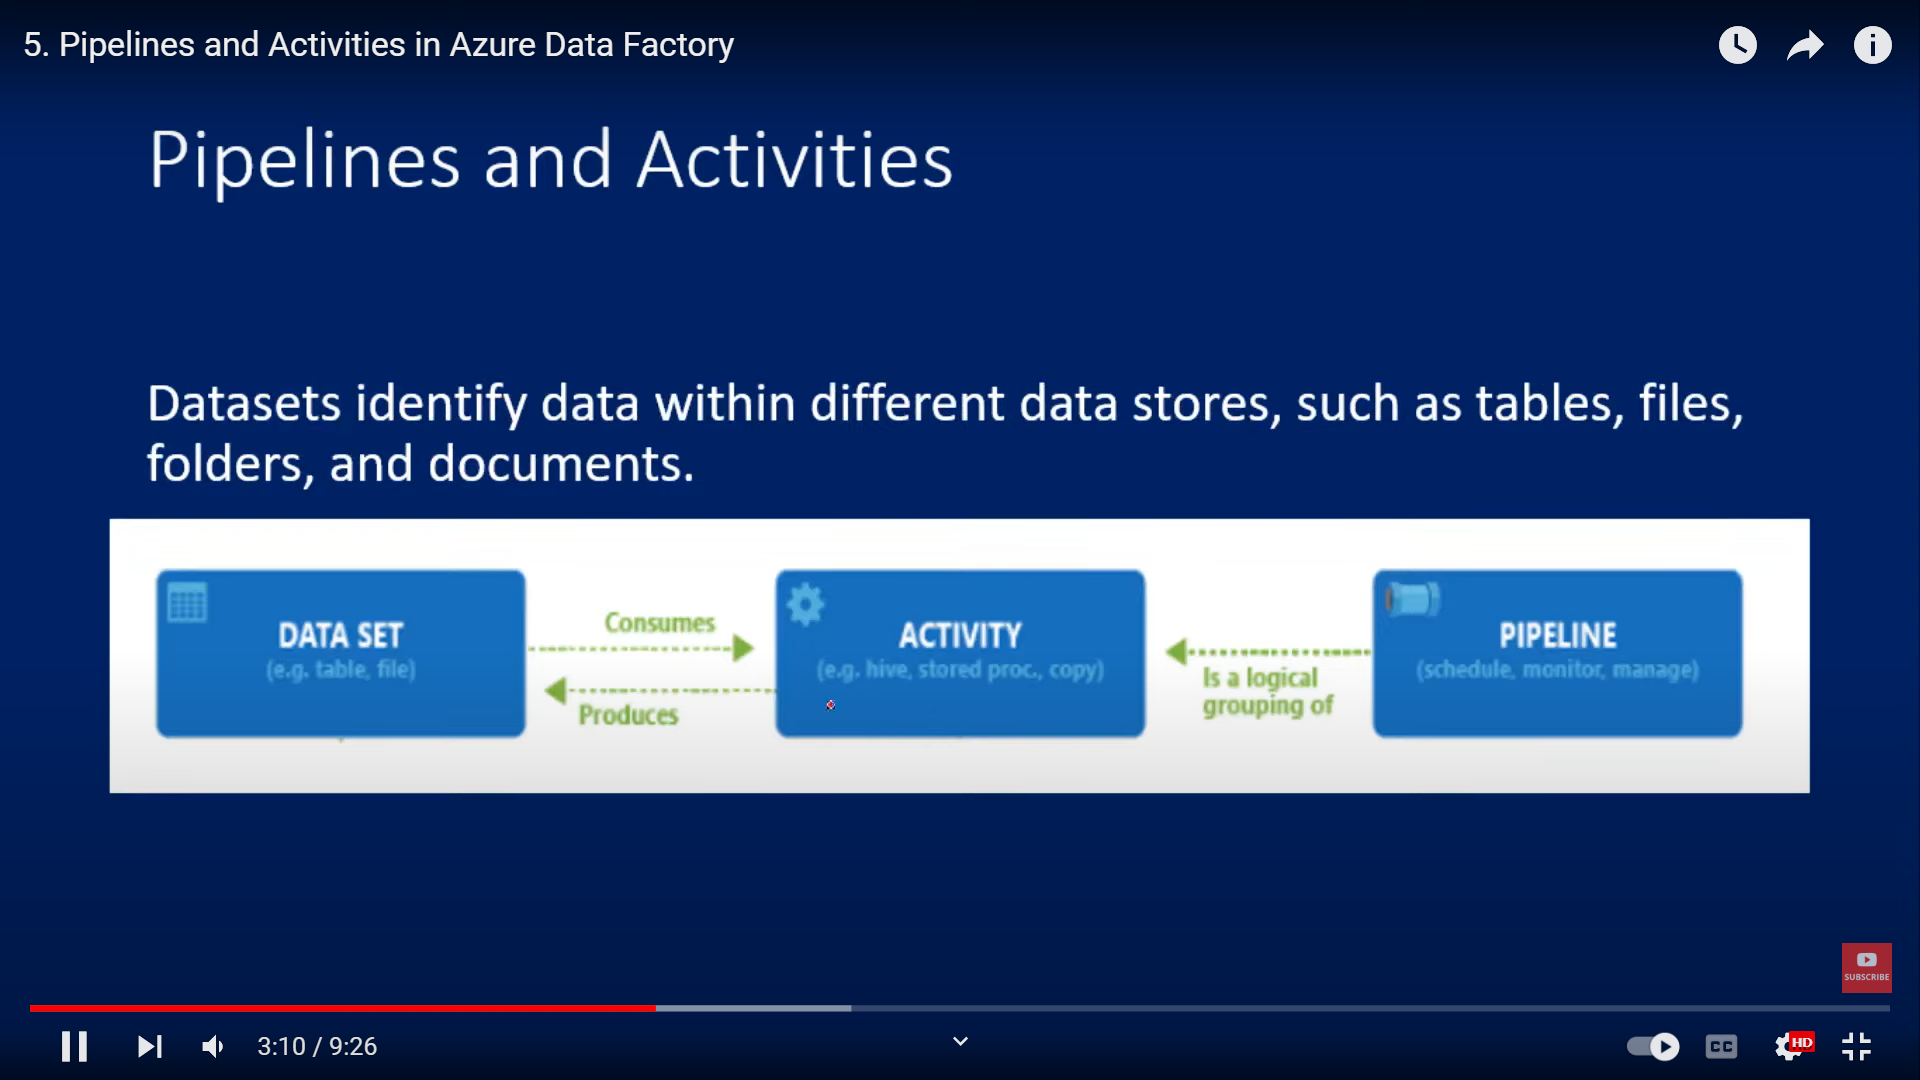 5. Pipelines and Activities in Azure Data Factory
Pipelines and Activities
Datasets identify data within different data stores, such as tables, files,
folders, and documents.
DATA SET
(e.g. table, file)
Consumes
Produces
ACTIVITY
(e.g. hive, stored proc., copy)
Is a logical
grouping of
PIPELINE
(schedule, monitor, manage)
SUBSCRIBE
3:10 / 9:26
CC
HD